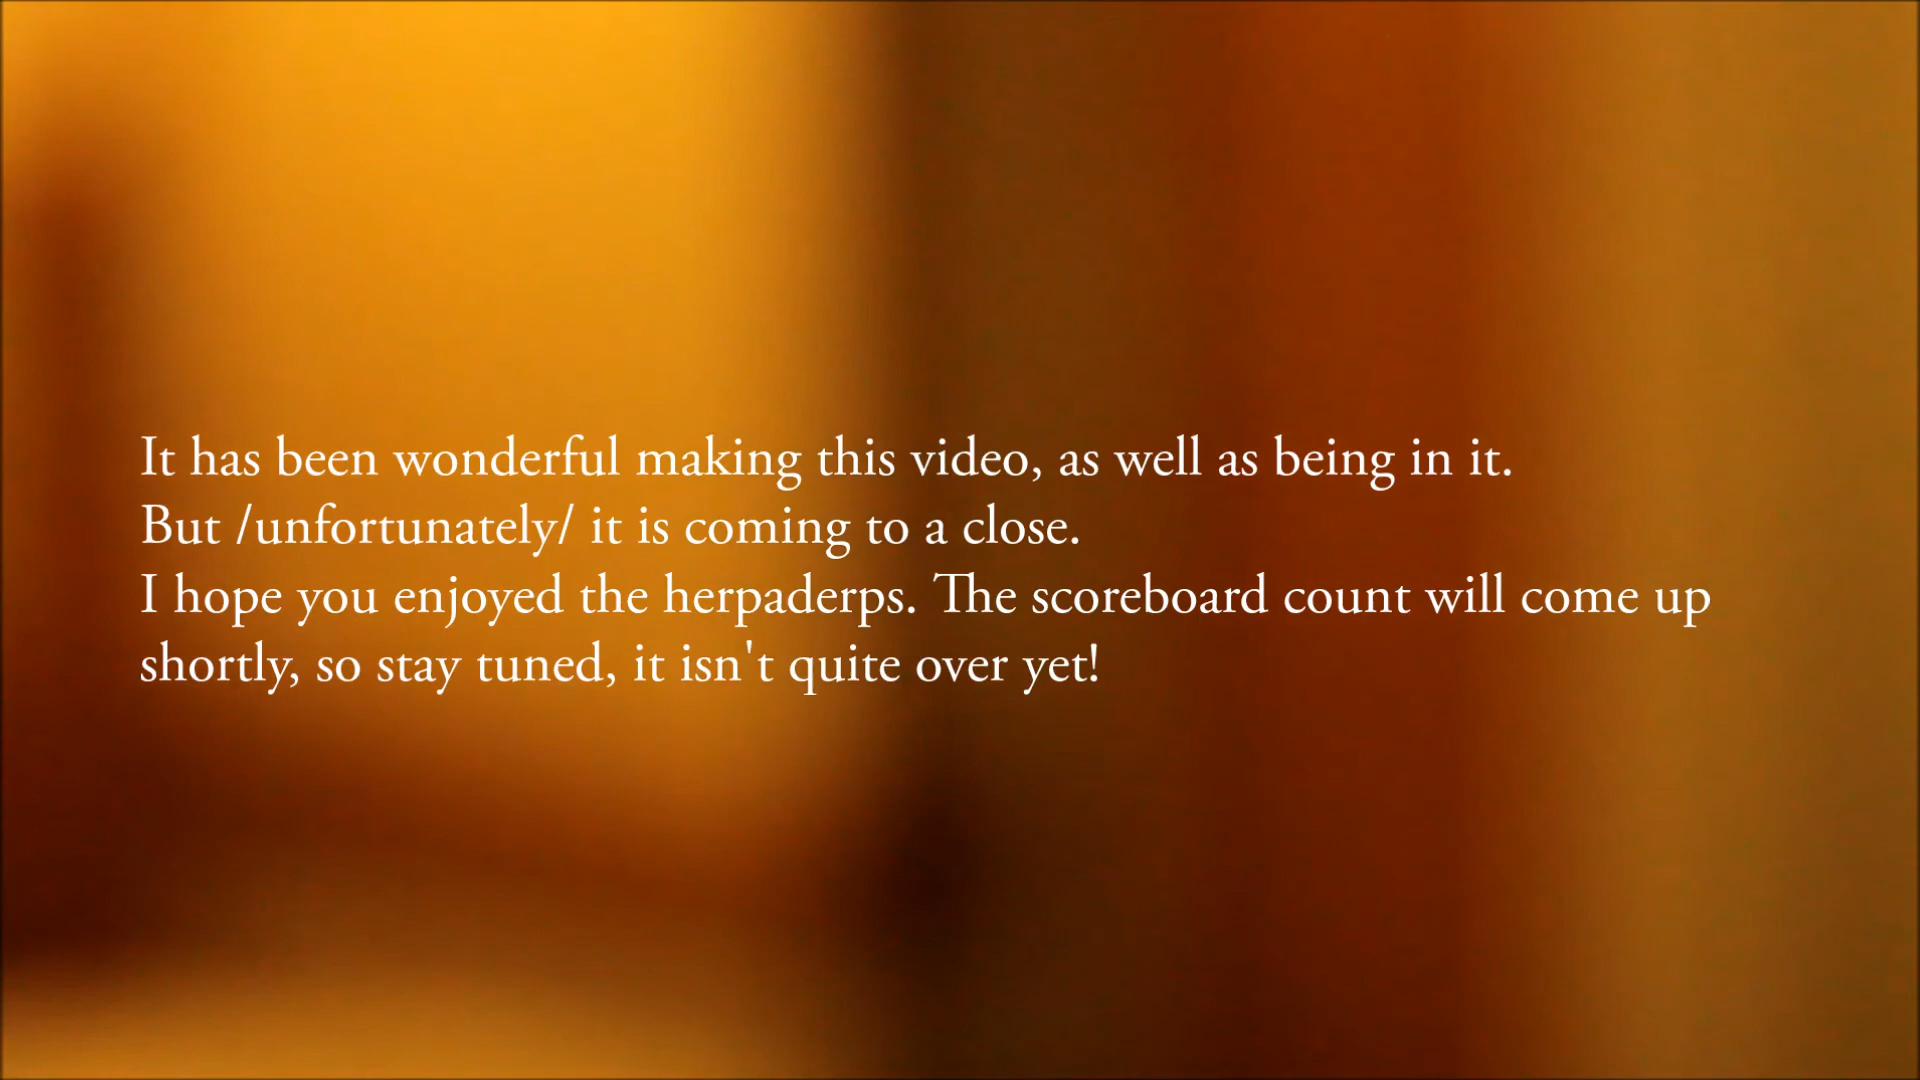 It has been wonderful making this video, as well as being in it.
But /unfortunately/ it is coming to a close.
I hope you enjoyed the herpaderps. The scoreboard count will come up
shortly, so stay tuned, it isn't quite over yet!